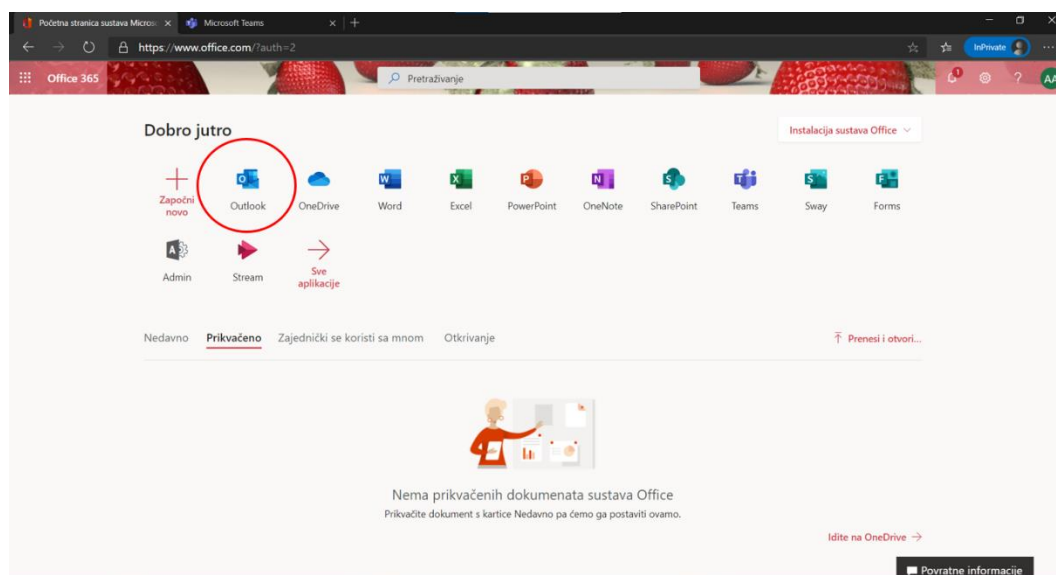 Početna stranica sustava Micros
Microsoft Teams
https://www.office.com/?auth=2
InPrivate
Office 365
Pretraživanje
AA
Dobro jutro
Instalacija sustava Office
Započni
novo
Outlook
OneDrive
Word
Excel
PowerPoint
OneNote
SharePoint
Teams
Sway
Forms
Admin
Stream
Sve
aplikacije
Nedavno
Prikvačeno
Zajednički se koristi sa mnom
Otkrivanje
Prenesi i otvori...
Nema prikvačenih dokumenata sustava Office
Prikvačite dokument s kartice Nedavno pa ćemo ga postaviti ovamo.
Idite na OneDrive
Povratne informacije